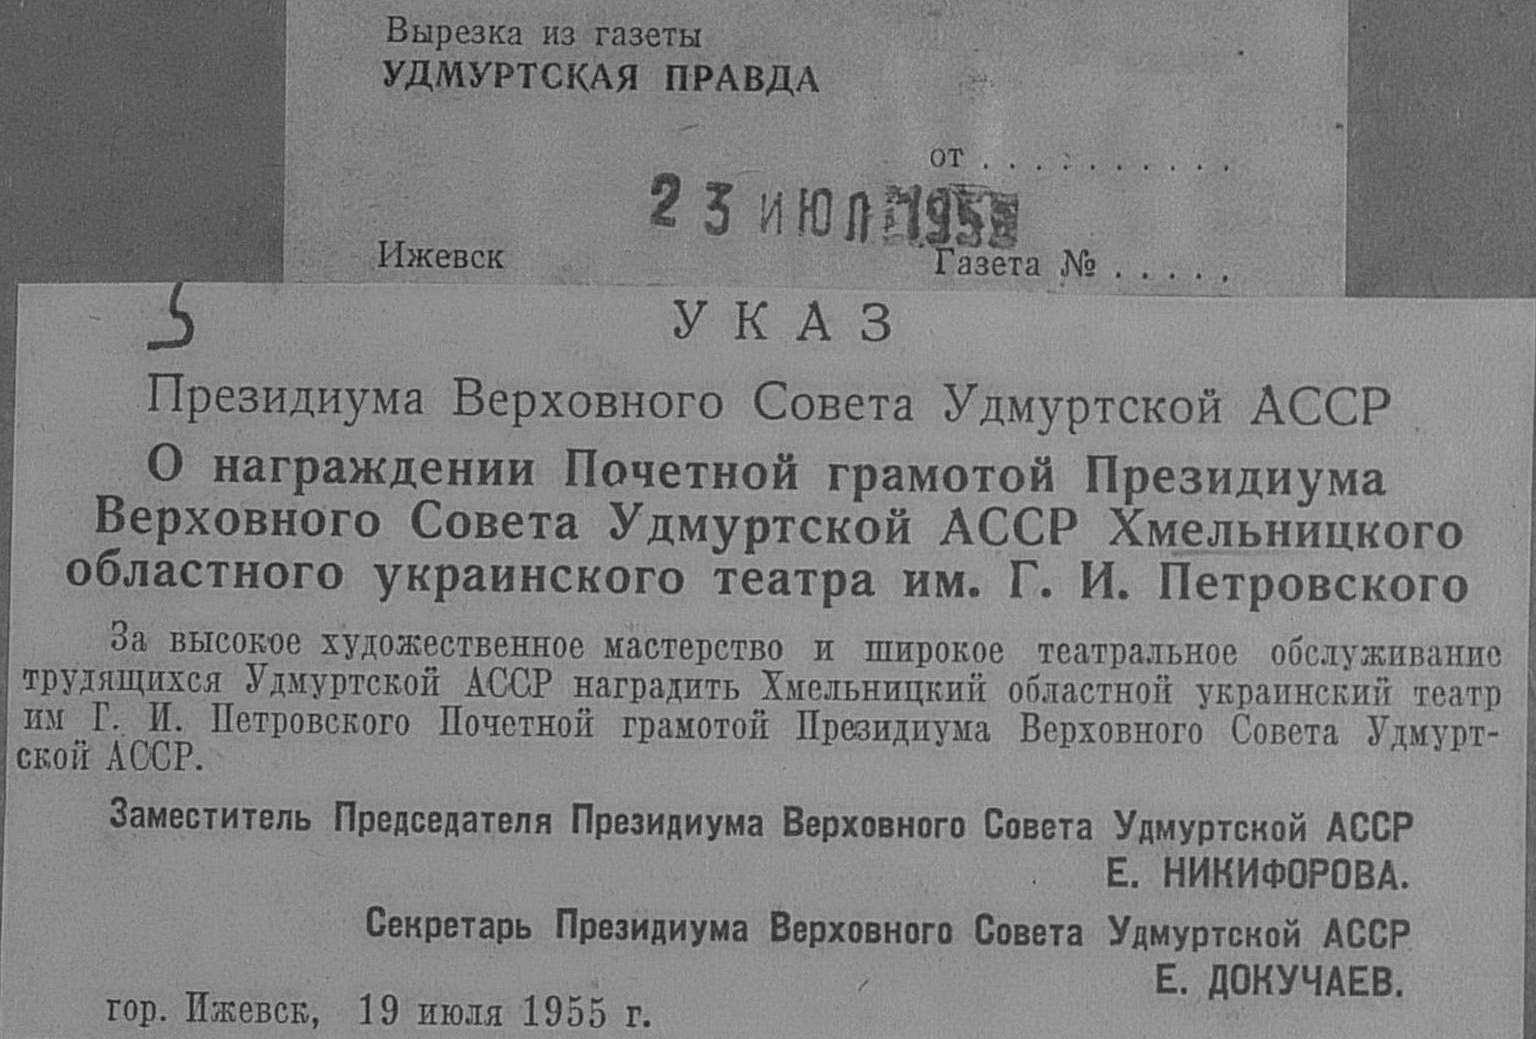 Вырезка из газеты
УДМУРТСКАЯ ПРАВДА
от . . . . . . . . . .
23 ИЮЛ 195
Ижевск
Газета № . . . . .
5
УКАЗ
Президиума Верховного Совета Удмуртской АССР
О награждении Почетной грамотой Президиума
Верховного Совета Удмуртской АССР Хмельницкого
областного украинского театра им. Г. И. Петровского
За высокое художественное мастерство и широкое театральное обслуживание
трудящихся Удмуртской АССР наградить Хмельницкий областной украинский театр
им Г. И. Петровского Почетной грамотой Президиума Верховного Совета Удмурт-
ской АССР.
Заместитель Председателя Президиума Верховного Совета Удмуртской АССР
Е. НИКИФОРОВА.
Секретарь Президиума Верховного Совета Удмуртской АССР
Е. ДОКУЧАЕВ.
гор. Ижевск, 19 июля 1955 г.